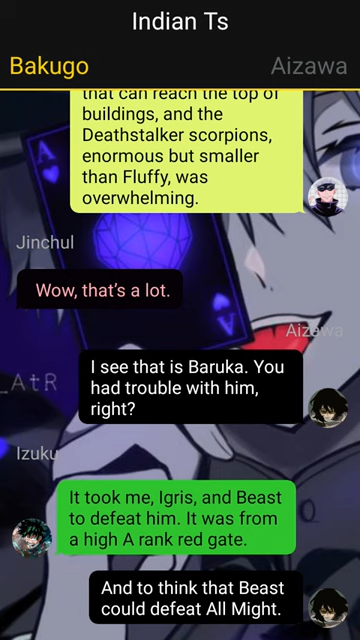 Indian Ts
Bakugo
Aizawa
that can reach the top of
buildings, and the
Deathstalker scorpions,
enormous but smaller
than Fluffy, was
overwhelming.
Jinchul
Wow, that's a lot.
Aizawa
I see that is Baruka. You
had trouble with him,
right?
_AtR
Izuku
It took me, Igris, and Beast
to defeat him. It was from
a high A rank red gate.
And to think that Beast
could defeat All Might.
A
A